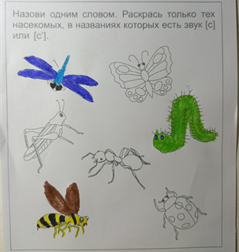 Назови одним словом. Раскрась только тех
насекомых, в названиях которых есть звук [с]
или [с'].